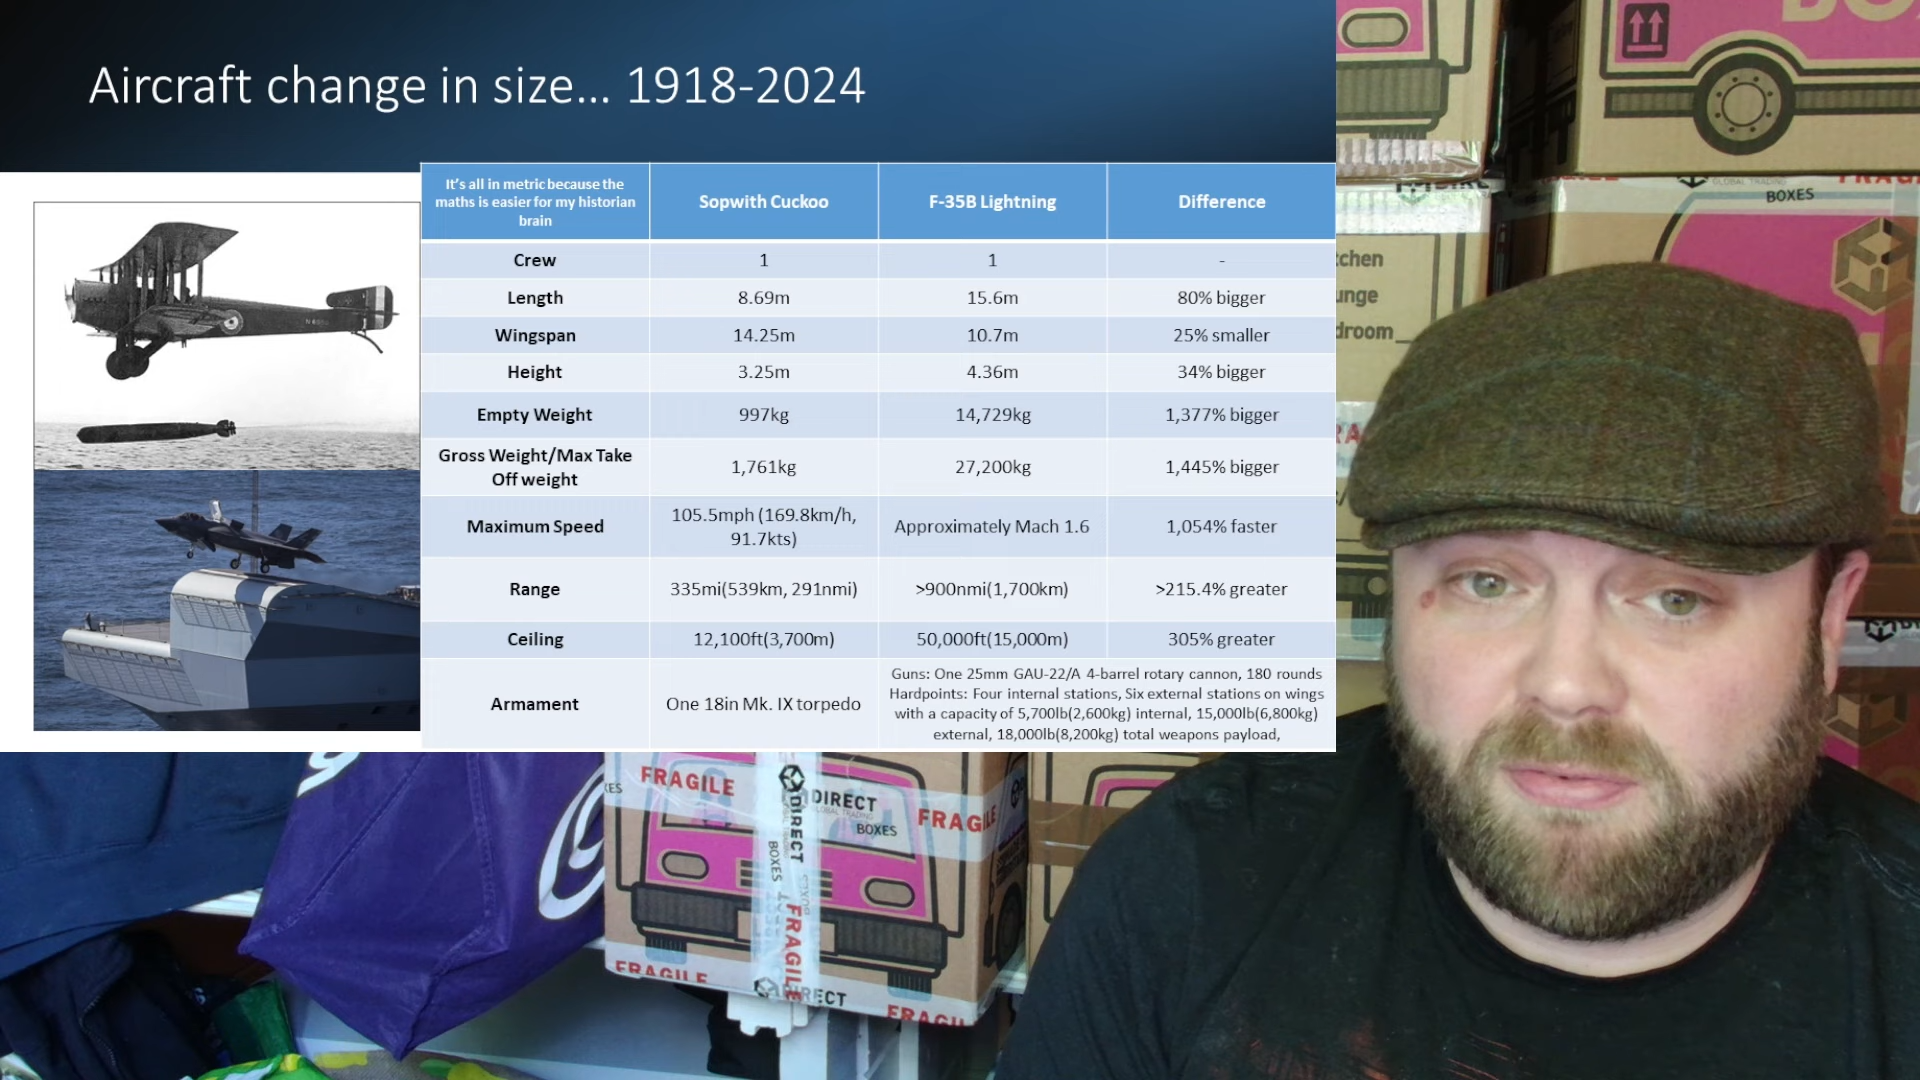 Aircraft change in size... 1918-2024
It's all in metric because the
maths is easier for my historian
brain
Sopwith Cuckoo
F-35B Lightning
Difference
Crew
1
1
-
Length
8.69m
15.6m
80% bigger
Wingspan
14.25m
10.7m
25% smaller
Height
3.25m
4.36m
34% bigger
Empty Weight
997kg
14,729kg
1,377% bigger
Gross Weight/Max Take
Off weight
1,761kg
27,200kg
1,445% bigger
Maximum Speed
105.5mph (169.8km/h,
91.7kts)
Approximately Mach 1.6
1,054% faster
Range
335mi(539km, 291nmi)
>900nmi(1,700km)
>215.4% greater
Ceiling
12,100ft(3,700m)
50,000ft(15,000m)
305% greater
Armament
One 18in Mk. IX torpedo
Guns: One 25mm GAU-22/A 4-barrel rotary cannon, 180 rounds
Hardpoints: Four internal stations, Six external stations on wings
with a capacity of 5,700lb(2,600kg) internal, 15,000lb(6,800kg)
external, 18,000lb(8,200kg) total weapons payload,
GLOBAL TRADING
BOXES
FRAGILE
DIRECT
GLOBAL TRADING
BOXES
FRAGILE
DIRECT
BOXES
FRAGILE
FRAGILE
DIRECT